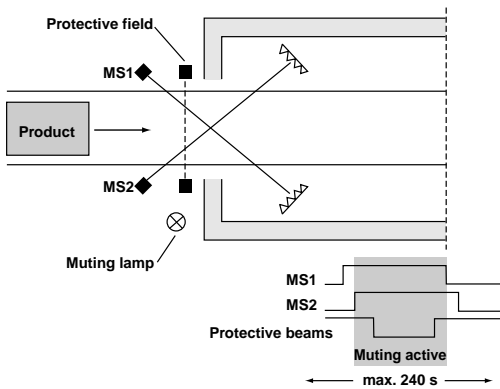 Protective field
MS1
Product
MS2
Muting lamp
MS1
MS2
Protective beams
Muting active
max. 240 s